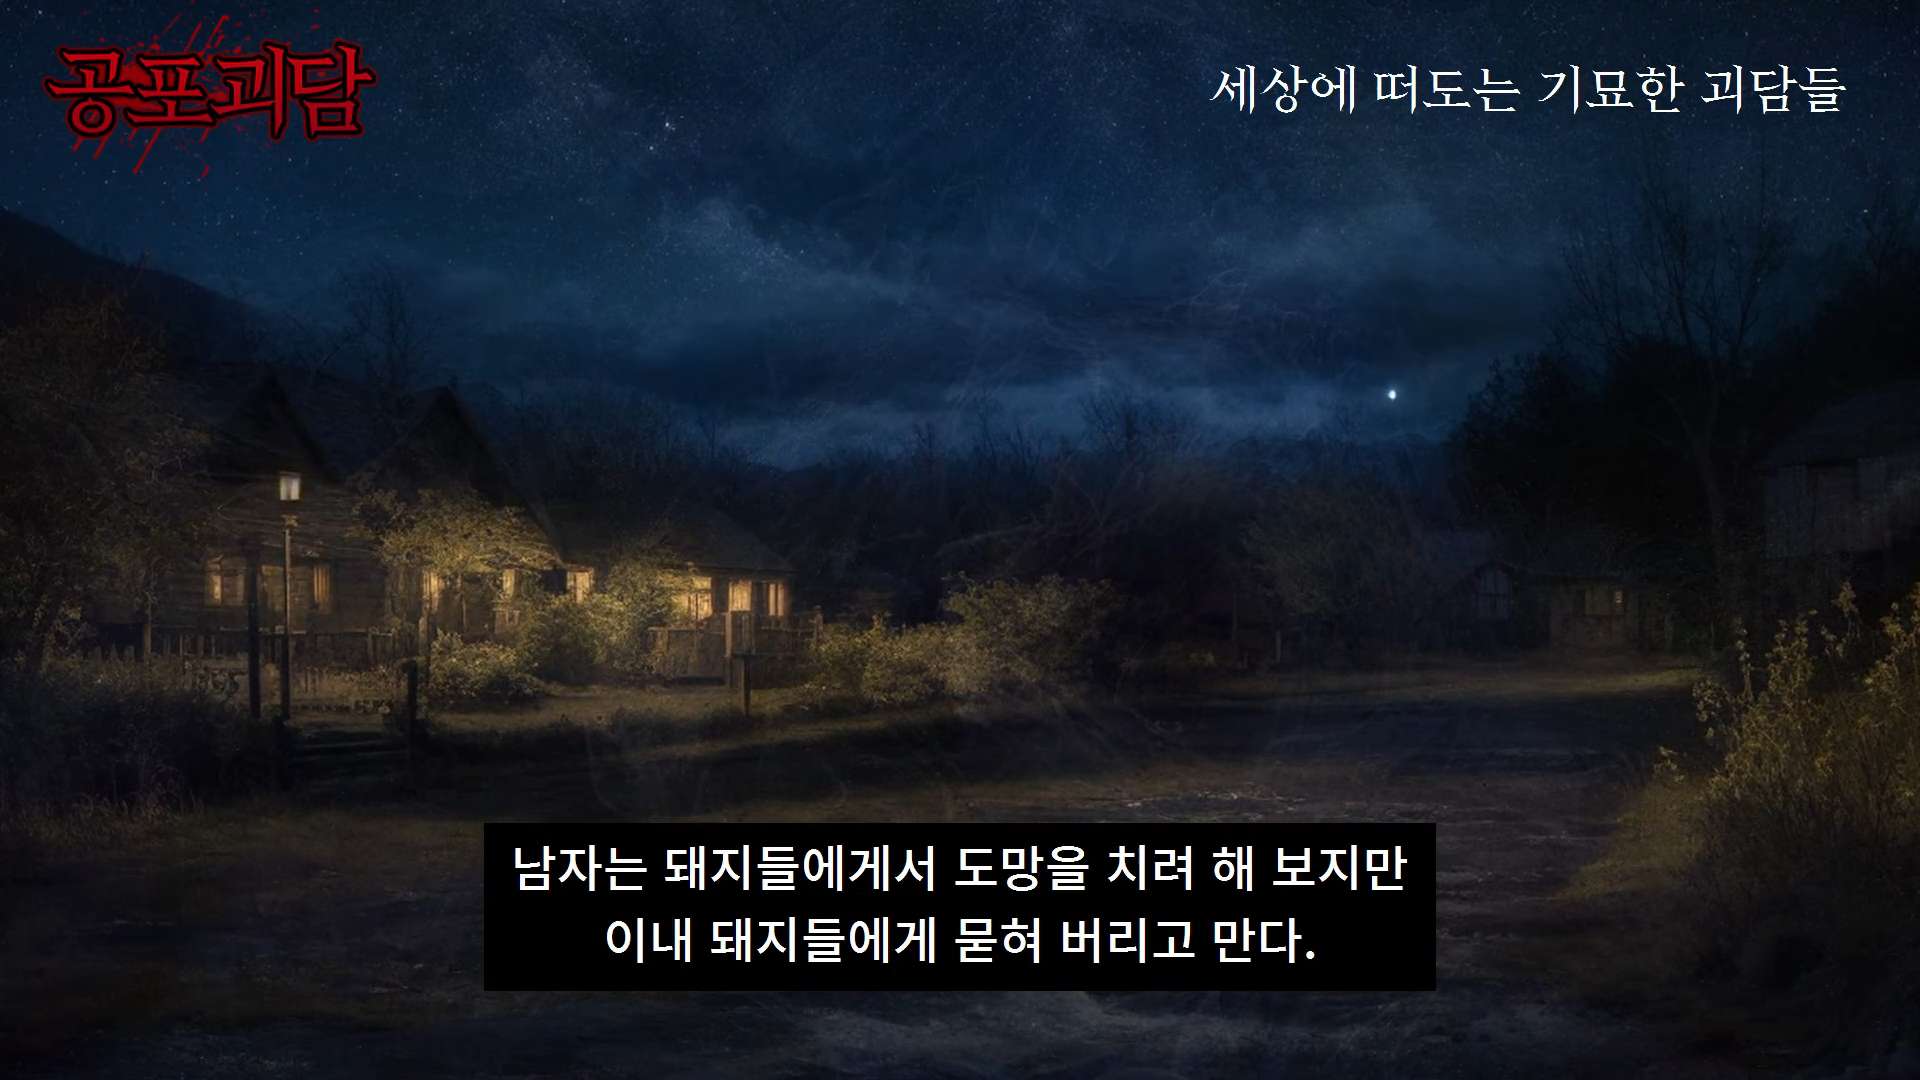 공포괴담
세상에 떠도는 기묘한 괴담들
남자는 돼지들에게서 도망을 치려 해 보지만
이내 돼지들에게 묻혀 버리고 만다.